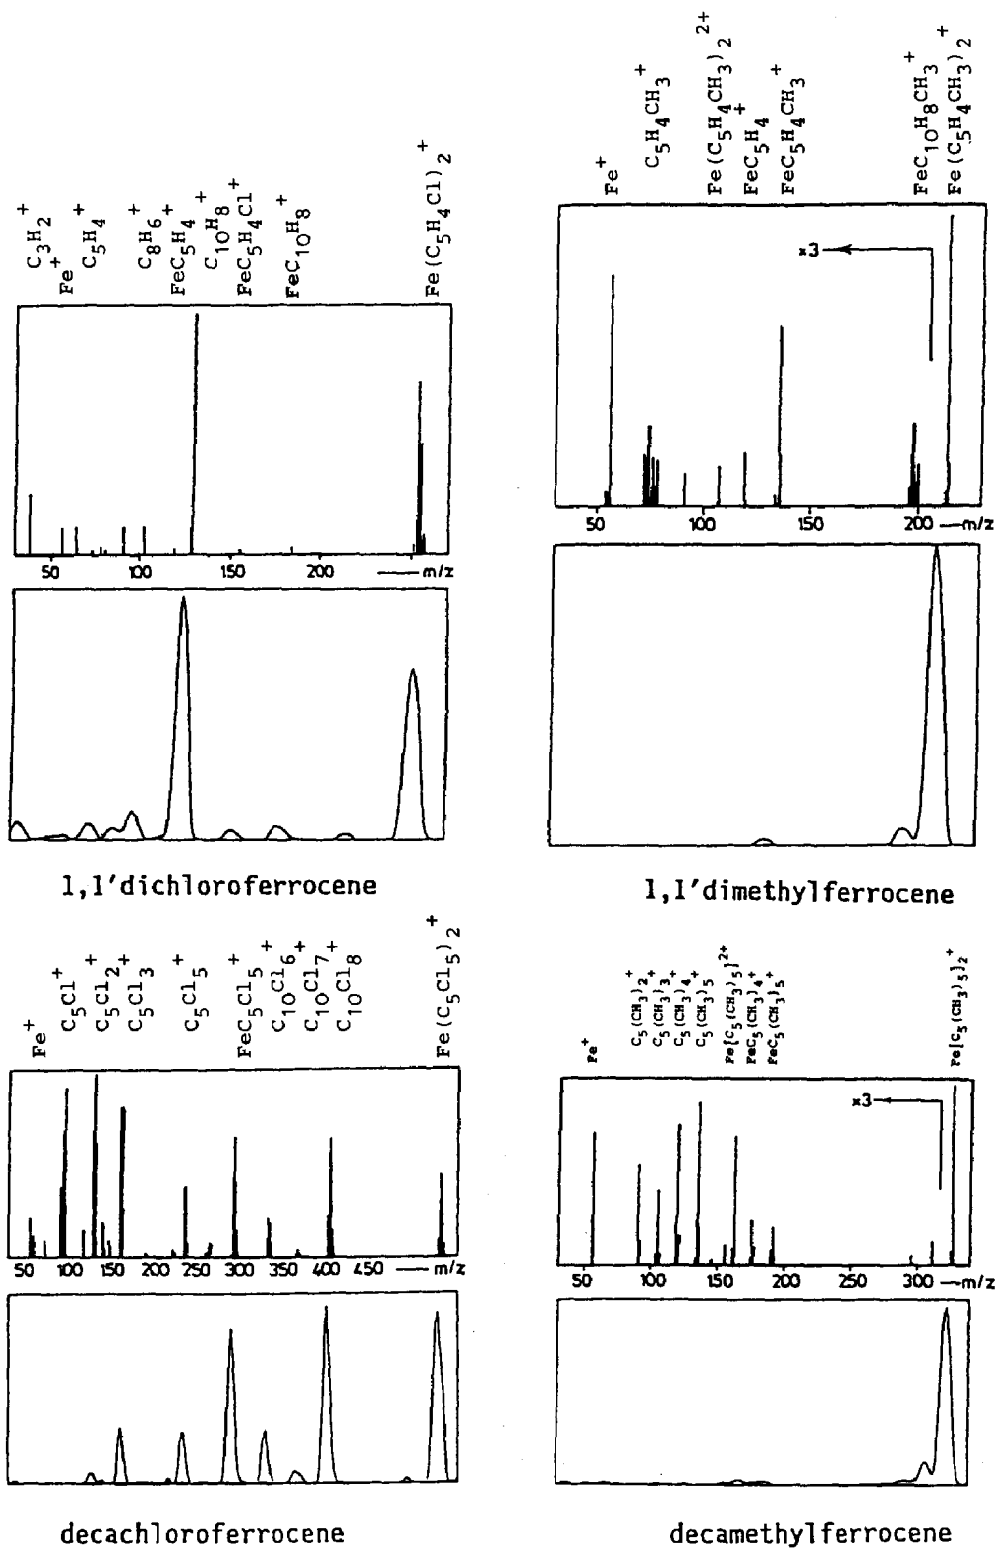 C₃H₂⁺
Fe⁺
C₅H₄⁺
C₈H₆⁺
FeC₅H₄⁺
C₁₀H₈⁺
FeC₅H₄Cl⁺
FeC₁₀H₈⁺
Fe(C₅H₄Cl)₂⁺
50 100 150 200 m/z
1,1′dichloroferrocene
Fe⁺
C₅H₄CH₃⁺
Fe(C₅H₄CH₃)₂²⁺
FeC₅H₄⁺
FeC₅H₄CH₃⁺
FeC₁₀H₈CH₃⁺
Fe(C₅H₄CH₃)₂⁺
×3
50 100 150 200 m/z
1,1′dimethylferrocene
Fe⁺
C₅Cl⁺
C₅Cl₂⁺
C₅Cl₃⁺
C₅Cl₅⁺
FeC₅Cl₅⁺
C₁₀Cl₆⁺
C₁₀Cl₇⁺
C₁₀Cl₈⁺
Fe(C₅Cl₅)₂⁺
50 100 150 200 250 300 350 400 450 m/z
decachloroferrocene
Fe⁺
C₅(CH₃)₂⁺
C₅(CH₃)₃⁺
C₅(CH₃)₄⁺
C₅(CH₃)₅⁺
Fe[C₅(CH₃)₅]²⁺
FeC₅(CH₃)₄⁺
FeC₅(CH₃)₅⁺
Fe[C₅(CH₃)₅]₂⁺
×3
50 100 150 200 250 300 m/z
decamethylferrocene